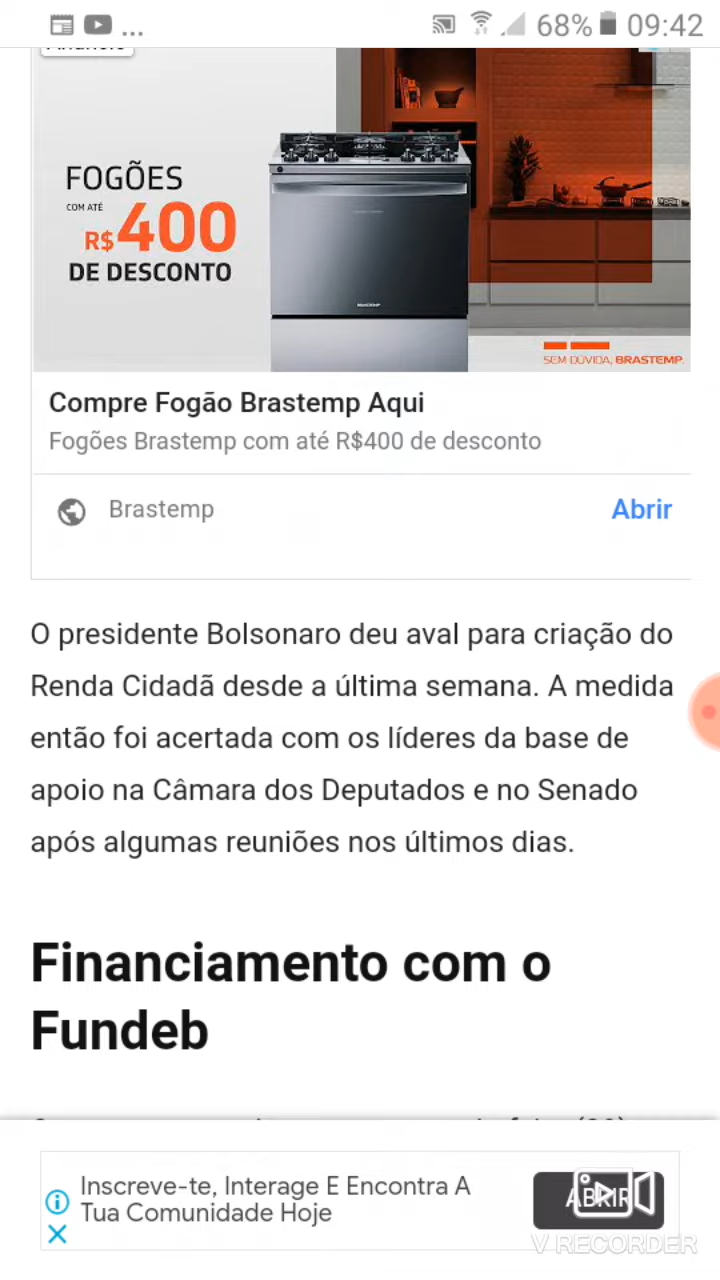 ... 68% 09:42
FOGÕES
COM ATÉ
R$400
DE DESCONTO
SEM DÚVIDA, BRASTEMP.
Compre Fogão Brastemp Aqui
Fogões Brastemp com até R$400 de desconto
Brastemp Abrir
O presidente Bolsonaro deu aval para criação do
Renda Cidadã desde a última semana. A medida
então foi acertada com os líderes da base de
apoio na Câmara dos Deputados e no Senado
após algumas reuniões nos últimos dias.
Financiamento com o
Fundeb
Inscreve-te, Interage E Encontra A
Tua Comunidade Hoje
ABRIR
V RECORDER